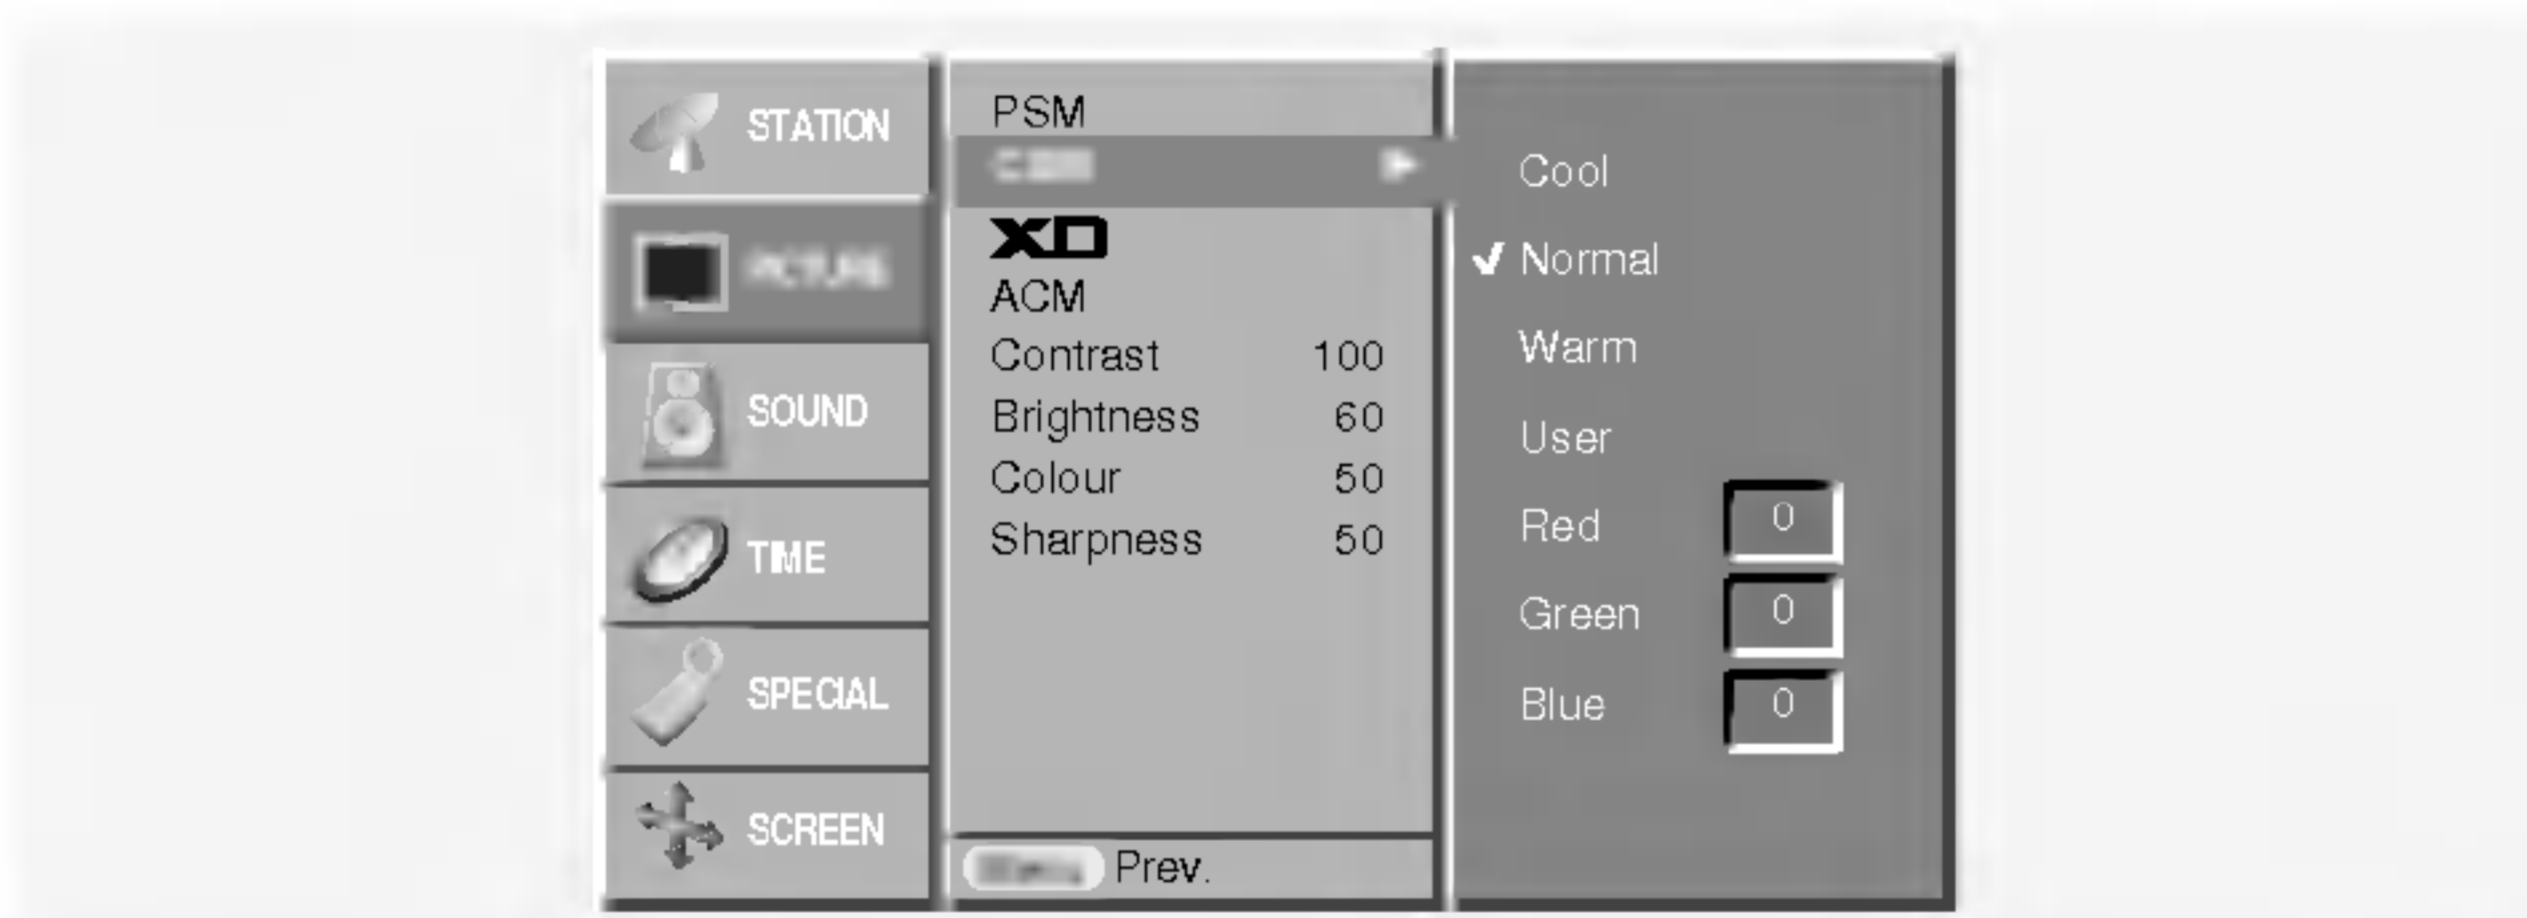 STATION
PICTURE
SOUND
TIME
SPECIAL
SCREEN
PSM
XD
ACM
Contrast 100
Brightness 60
Colour 50
Sharpness 50
Prev.
Cool
Normal
Warm
User
Red 0
Green 0
Blue 0